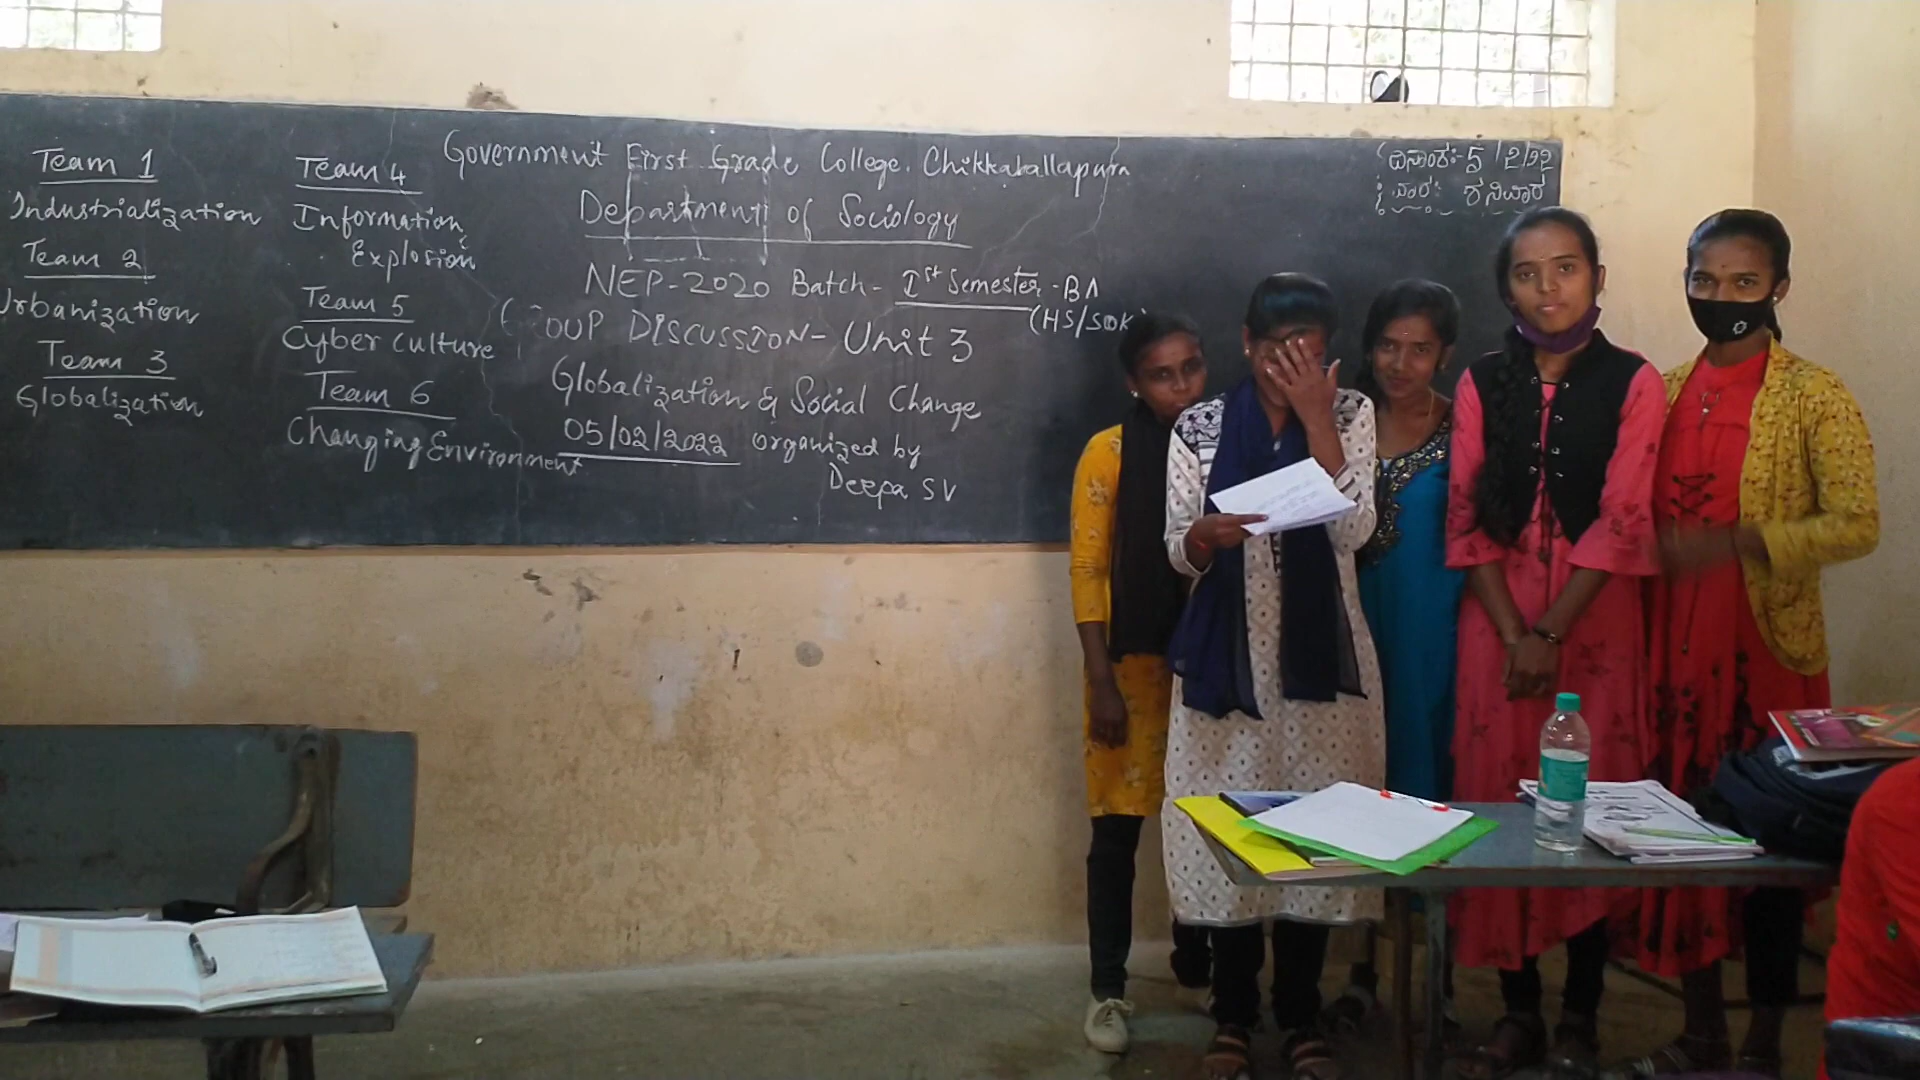 Team 1
Industrialization
Team 2
Urbanization
Team 3
Globalization
Team 4
Information
Explosion
Team 5
Cyber culture
Team 6
Changing Environment
Government First Grade College. Chikkaballapura
Department of Sociology
NEP-2020 Batch - Ist Semester - BA
(HS/SOK)
GROUP DISCUSSION - Unit 3
Globalization & Social Change
05/02/2022 organized by
Deepa SV
ದಿನಾಂಕ:- 5/2/22
ವಾರ: ಶನಿವಾರ